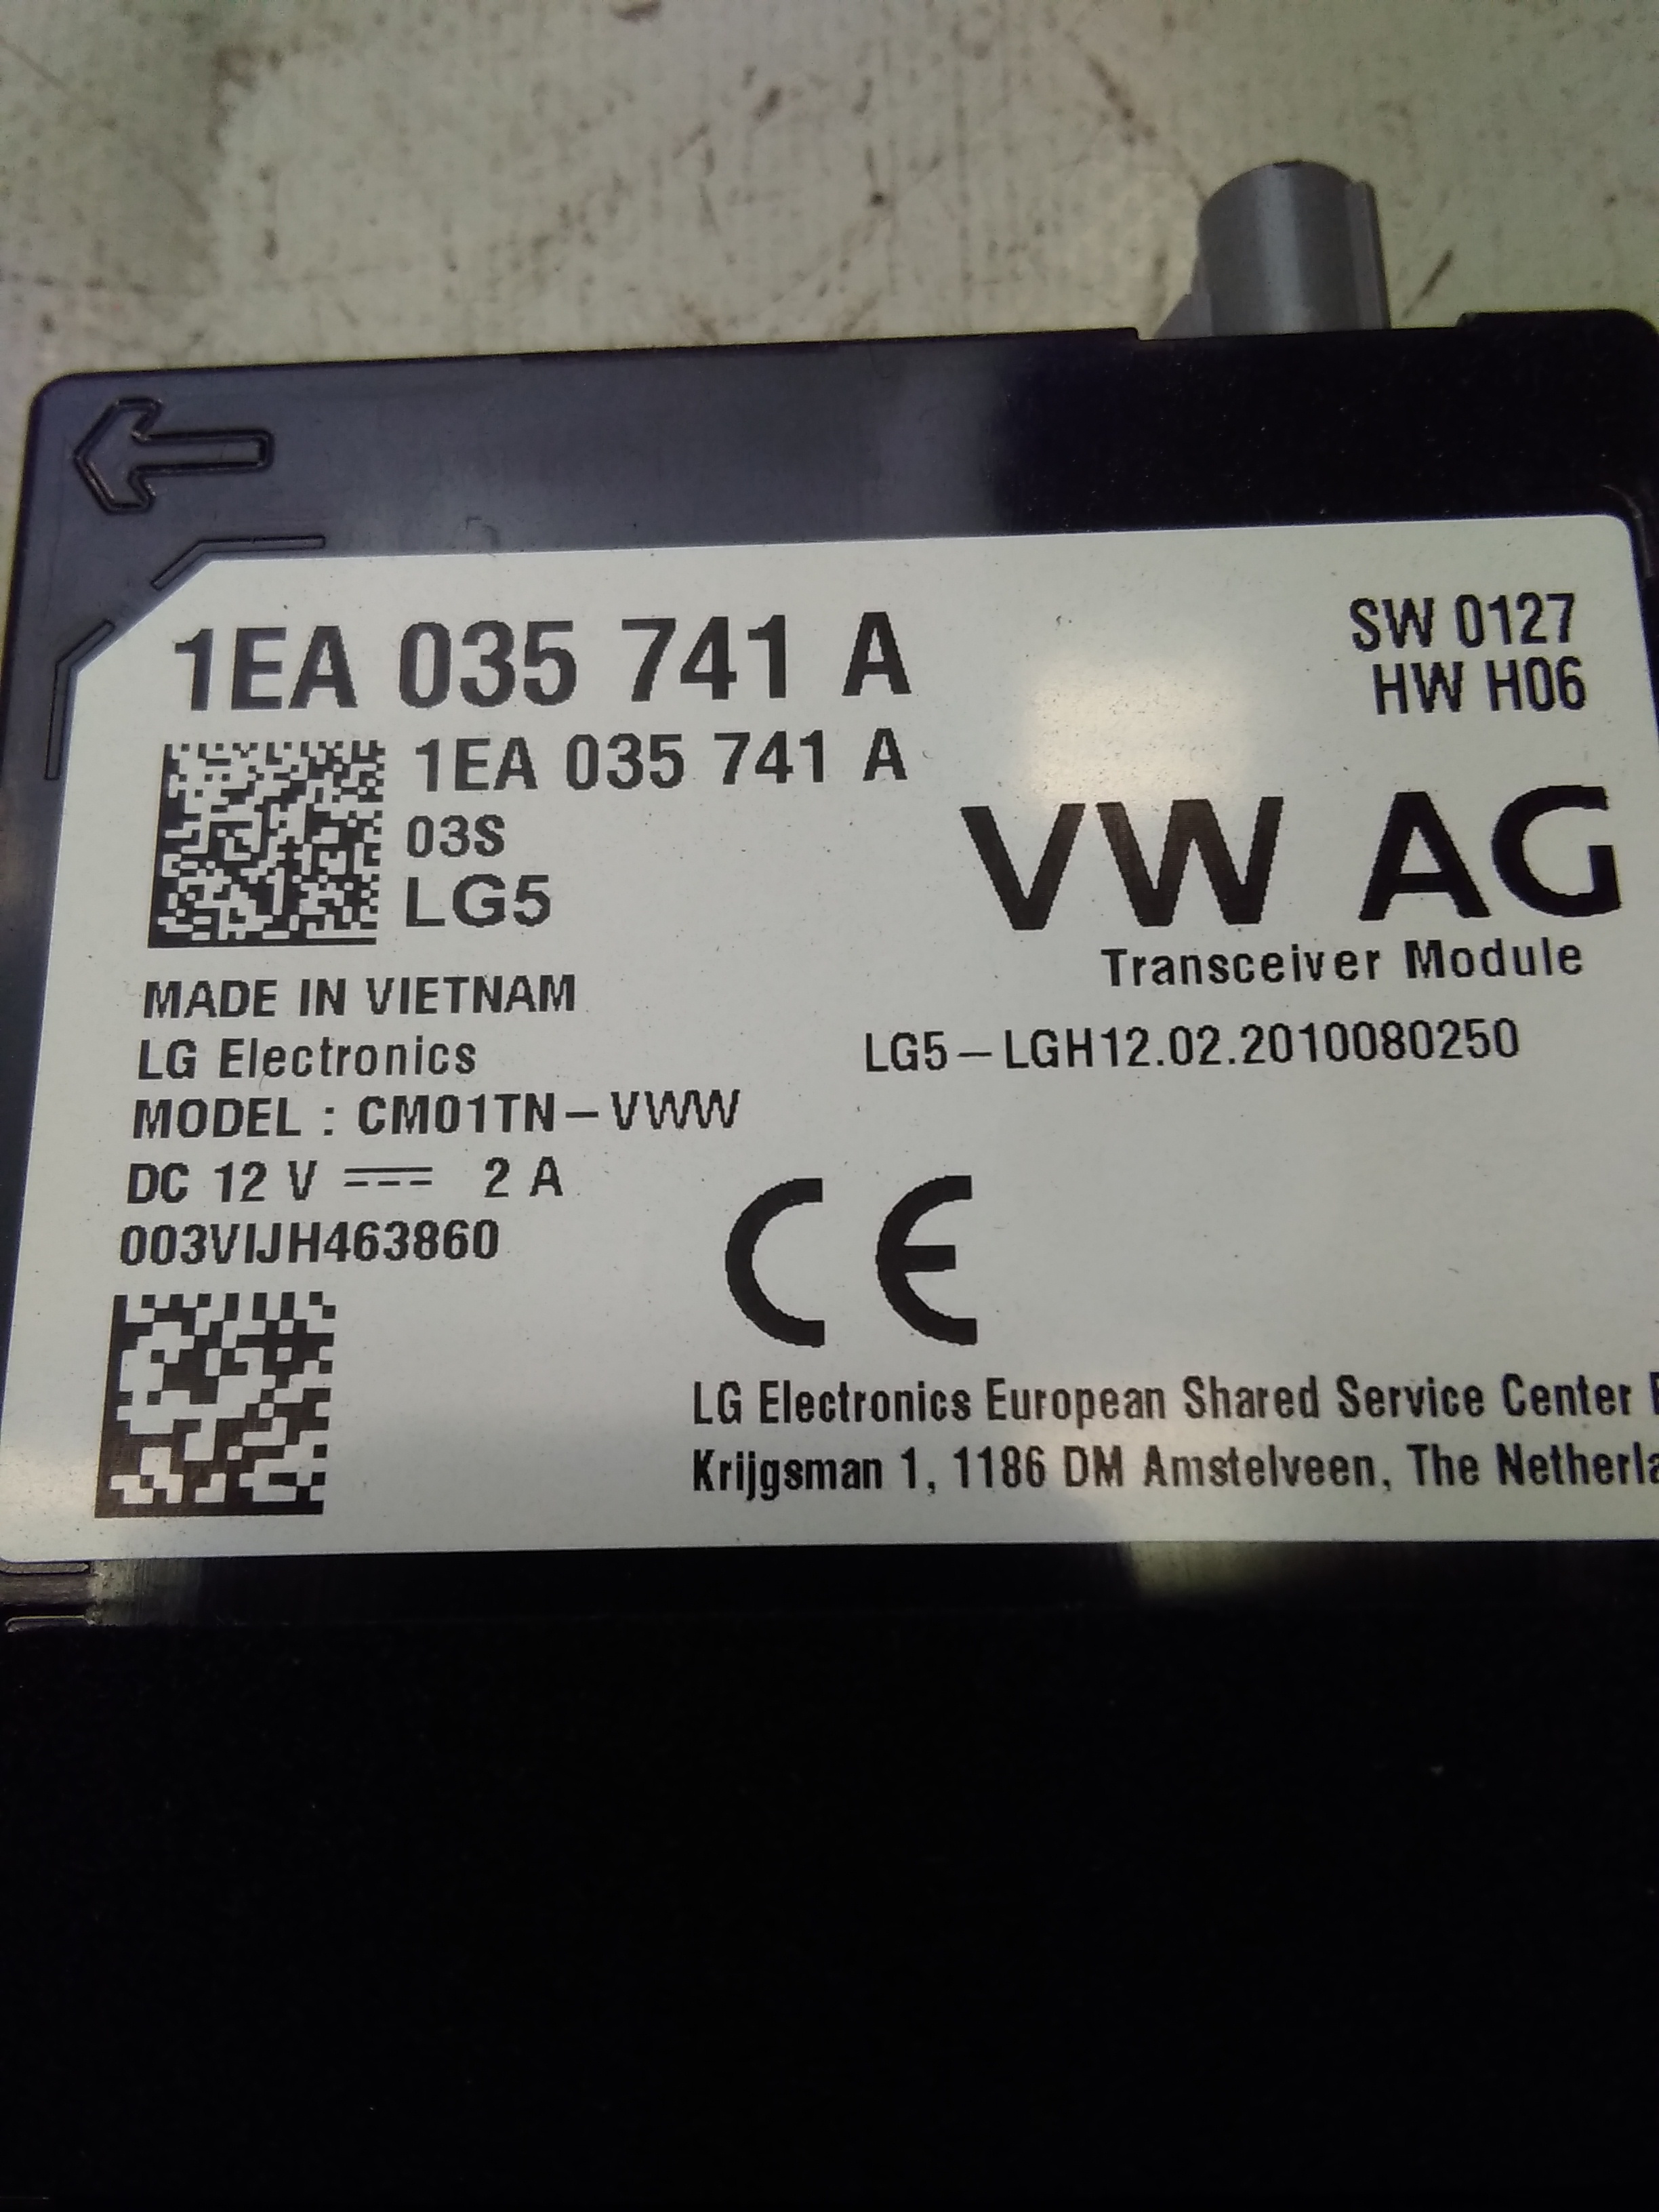 1EA 035 741 A
SW 0127
HW H06
1EA 035 741 A
03S
LG5
VW AG
Transceiver Module
MADE IN VIETNAM
LG Electronics
LG5-LGH12.02.2010080250
MODEL : CM01TN-VWW
DC 12 V ⎓ 2 A
003VIJH463860
CE
LG Electronics European Shared Service Center
Krijgsman 1, 1186 DM Amstelveen, The